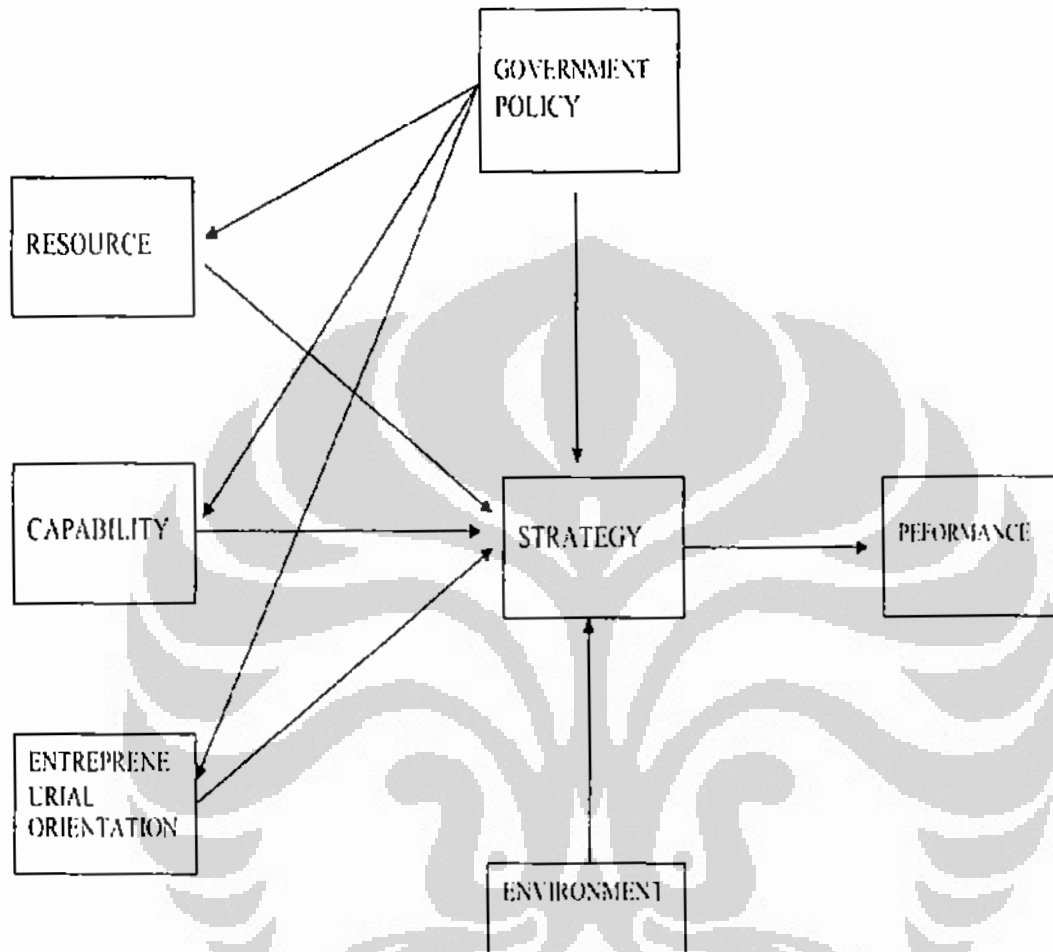 GOVERNMENT
POLICY
RESOURCE
CAPABILITY
STRATEGY
PEFORMANCE
ENTREPRENE
URIAL
ORIENTATION
ENVIRONMENT